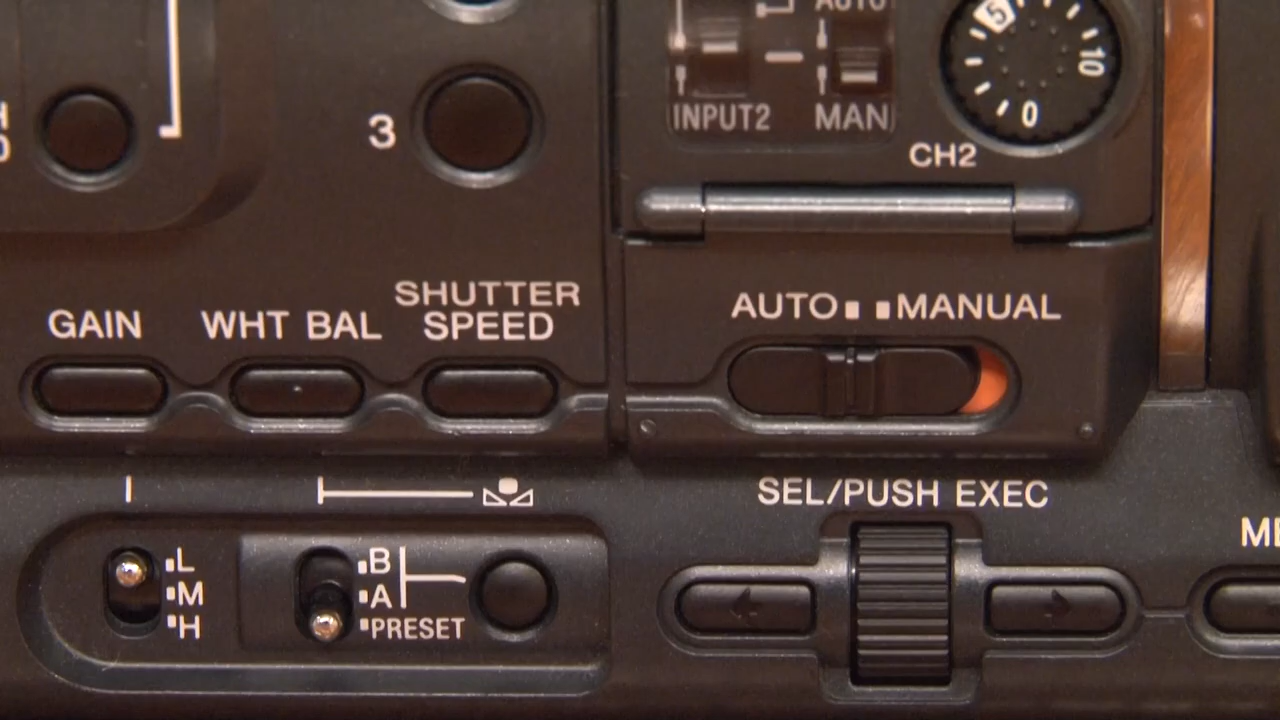 AUTO
5
10
0
INPUT2
MAN
3
CH2
SHUTTER
SPEED
GAIN
WHT BAL
AUTO MANUAL
SEL/PUSH EXEC
L
M
H
B
A
PRESET